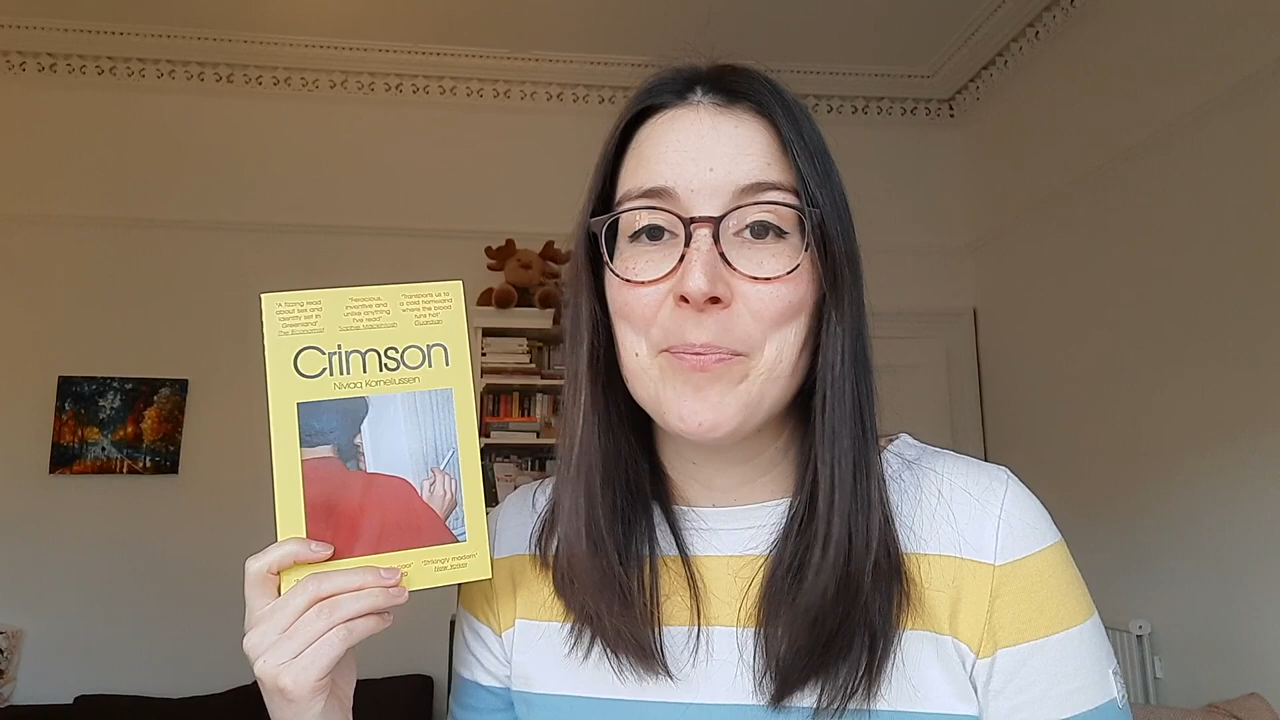 "A fizzing read
about sex and
identity set in
Greenland"
The Economist
"Ferocious,
inventive and
unlike anything
I've read"
Sophie Mackintosh
"Transports us to
a cold homeland
where the blood
runs hot"
Guardian
Crimson
Niviaq Korneliussen
"Strikingly modern"
New Yorker